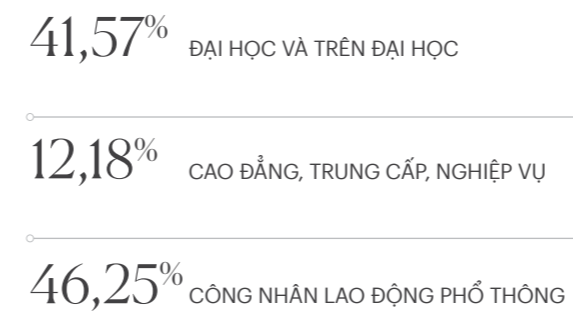 41,57% ĐẠI HỌC VÀ TRÊN ĐẠI HỌC
12,18% CAO ĐẲNG, TRUNG CẤP, NGHIỆP VỤ
46,25% CÔNG NHÂN LAO ĐỘNG PHỔ THÔNG